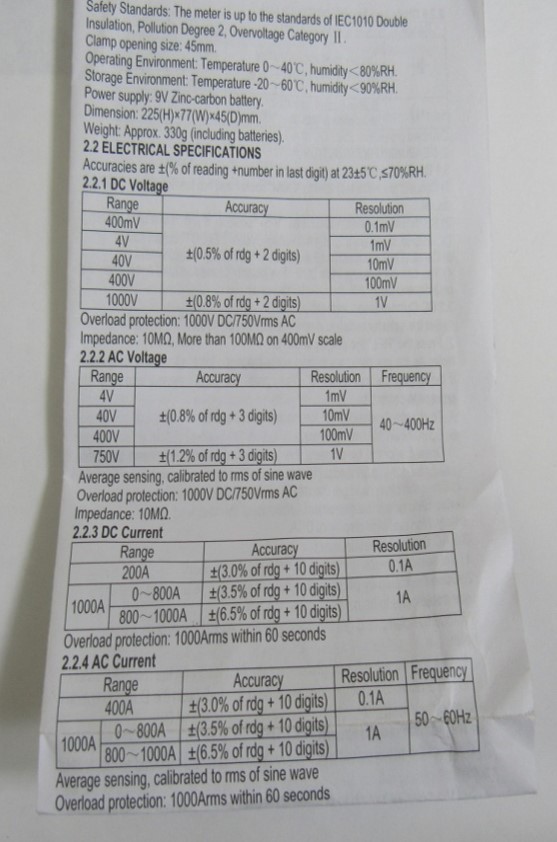 Safety Standards: The meter is up to the standards of IEC1010 Double
Insulation, Pollution Degree 2, Overvoltage Category II.
Clamp opening size: 45mm.
Operating Environment: Temperature 0～40℃, humidity＜80%RH.
Storage Environment: Temperature -20～60℃, humidity＜90%RH.
Power supply: 9V Zinc-carbon battery.
Dimension: 225(H)×77(W)×45(D)mm.
Weight: Approx. 330g (including batteries).
2.2 ELECTRICAL SPECIFICATIONS
Accuracies are ±(% of reading +number in last digit) at 23±5℃,≤70%RH.
2.2.1 DC Voltage
Range Accuracy Resolution
400mV 0.1mV
4V 1mV
40V ±(0.5% of rdg + 2 digits) 10mV
400V 100mV
1000V ±(0.8% of rdg + 2 digits) 1V
Overload protection: 1000V DC/750Vrms AC
Impedance: 10MΩ, More than 100MΩ on 400mV scale
2.2.2 AC Voltage
Range Accuracy Resolution Frequency
4V 1mV
40V ±(0.8% of rdg + 3 digits) 10mV 40～400Hz
400V 100mV
750V ±(1.2% of rdg + 3 digits) 1V
Average sensing, calibrated to rms of sine wave
Overload protection: 1000V DC/750Vrms AC
Impedance: 10MΩ.
2.2.3 DC Current
Range Accuracy Resolution
200A ±(3.0% of rdg + 10 digits) 0.1A
1000A 0～800A ±(3.5% of rdg + 10 digits) 1A
800～1000A ±(6.5% of rdg + 10 digits)
Overload protection: 1000Arms within 60 seconds
2.2.4 AC Current
Range Accuracy Resolution Frequency
400A ±(3.0% of rdg + 10 digits) 0.1A 50～60Hz
1000A 0～800A ±(3.5% of rdg + 10 digits) 1A
800～1000A ±(6.5% of rdg + 10 digits)
Average sensing, calibrated to rms of sine wave
Overload protection: 1000Arms within 60 seconds